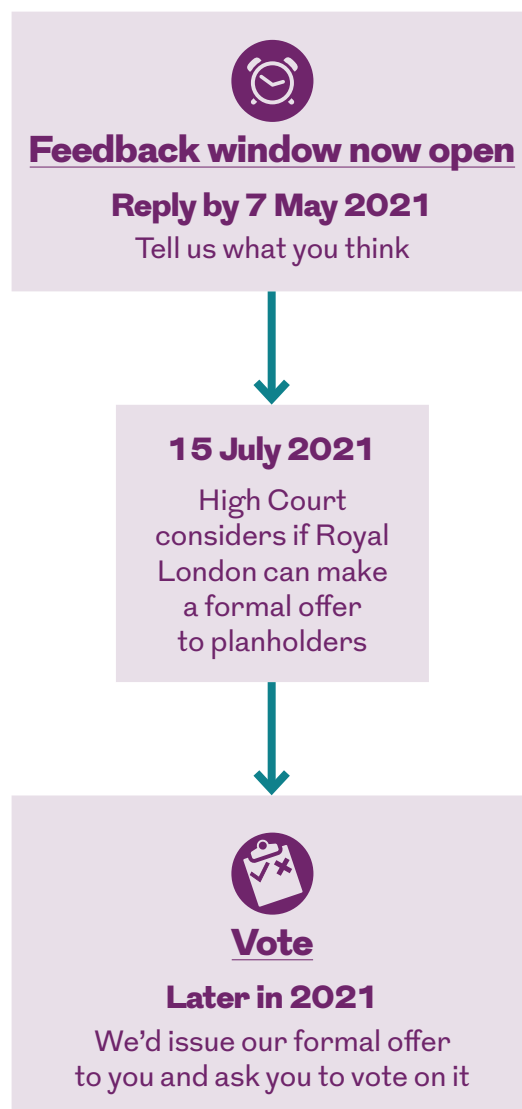 Feedback window now open
Reply by 7 May 2021
Tell us what you think
15 July 2021
High Court
considers if Royal
London can make
a formal offer
to planholders
Vote
Later in 2021
We’d issue our formal offer
to you and ask you to vote on it